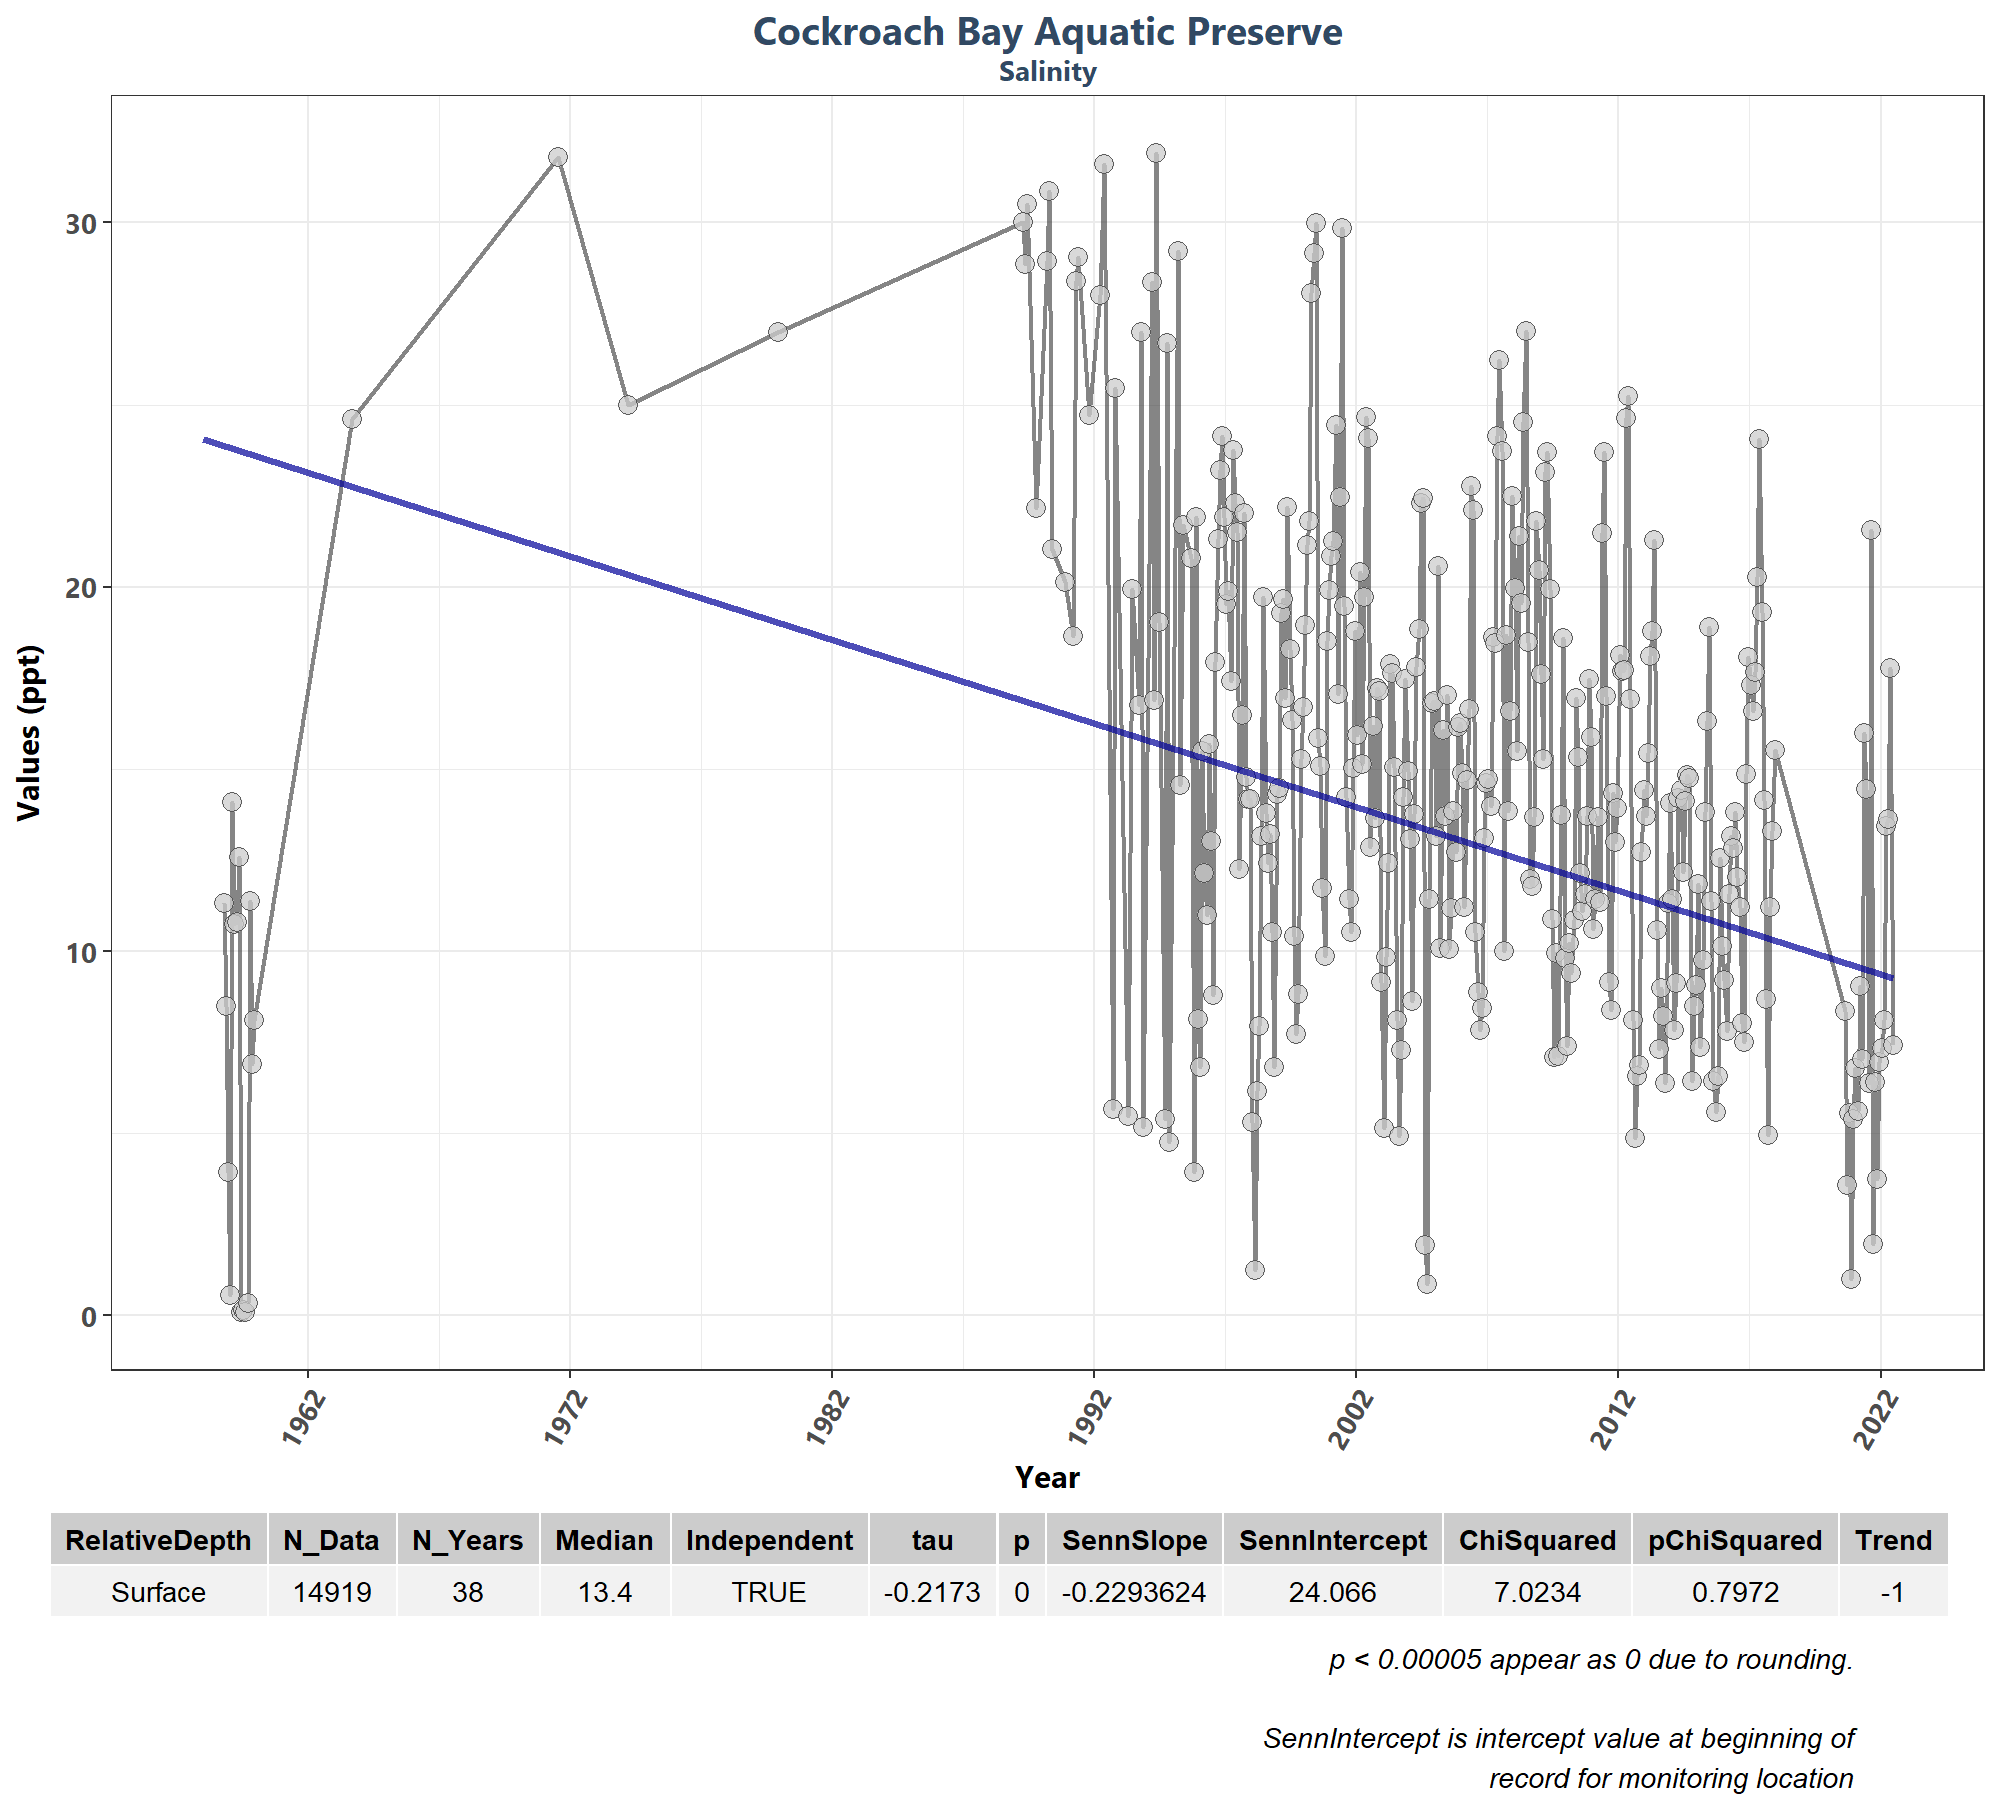 Cockroach Bay Aquatic Preserve
Salinity
Values (ppt)
30
20
10
0
1962 1972 1982 1992 2002 2012 2022
Year
RelativeDepth N_Data N_Years Median Independent tau p SennSlope SennIntercept ChiSquared pChiSquared Trend
Surface 14919 38 13.4 TRUE -0.2173 0 -0.2293624 24.066 7.0234 0.7972 -1
p < 0.00005 appear as 0 due to rounding.
SennIntercept is intercept value at beginning of
record for monitoring location